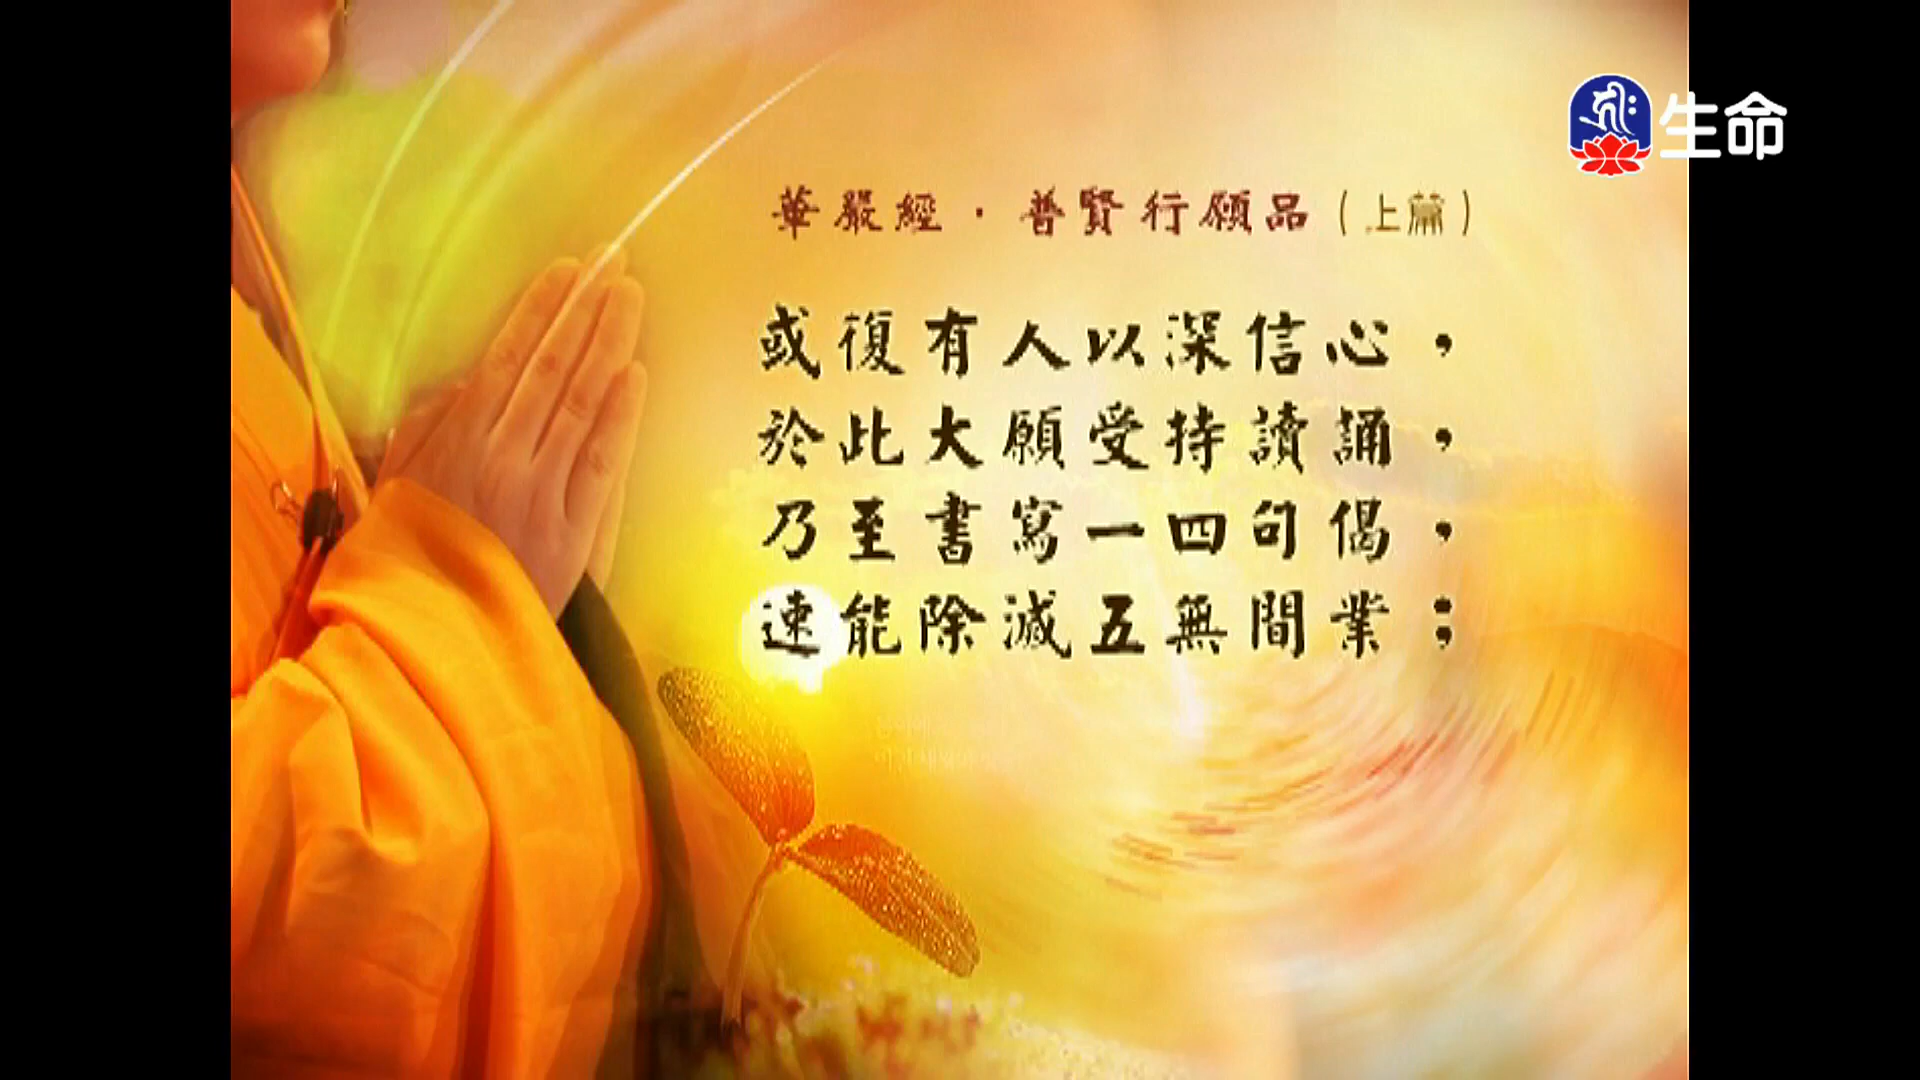 生命
華嚴經・普賢行願品（上篇）
或復有人以深信心，
於此大願受持讀誦，
乃至書寫一四句偈，
速能除滅五無間業；